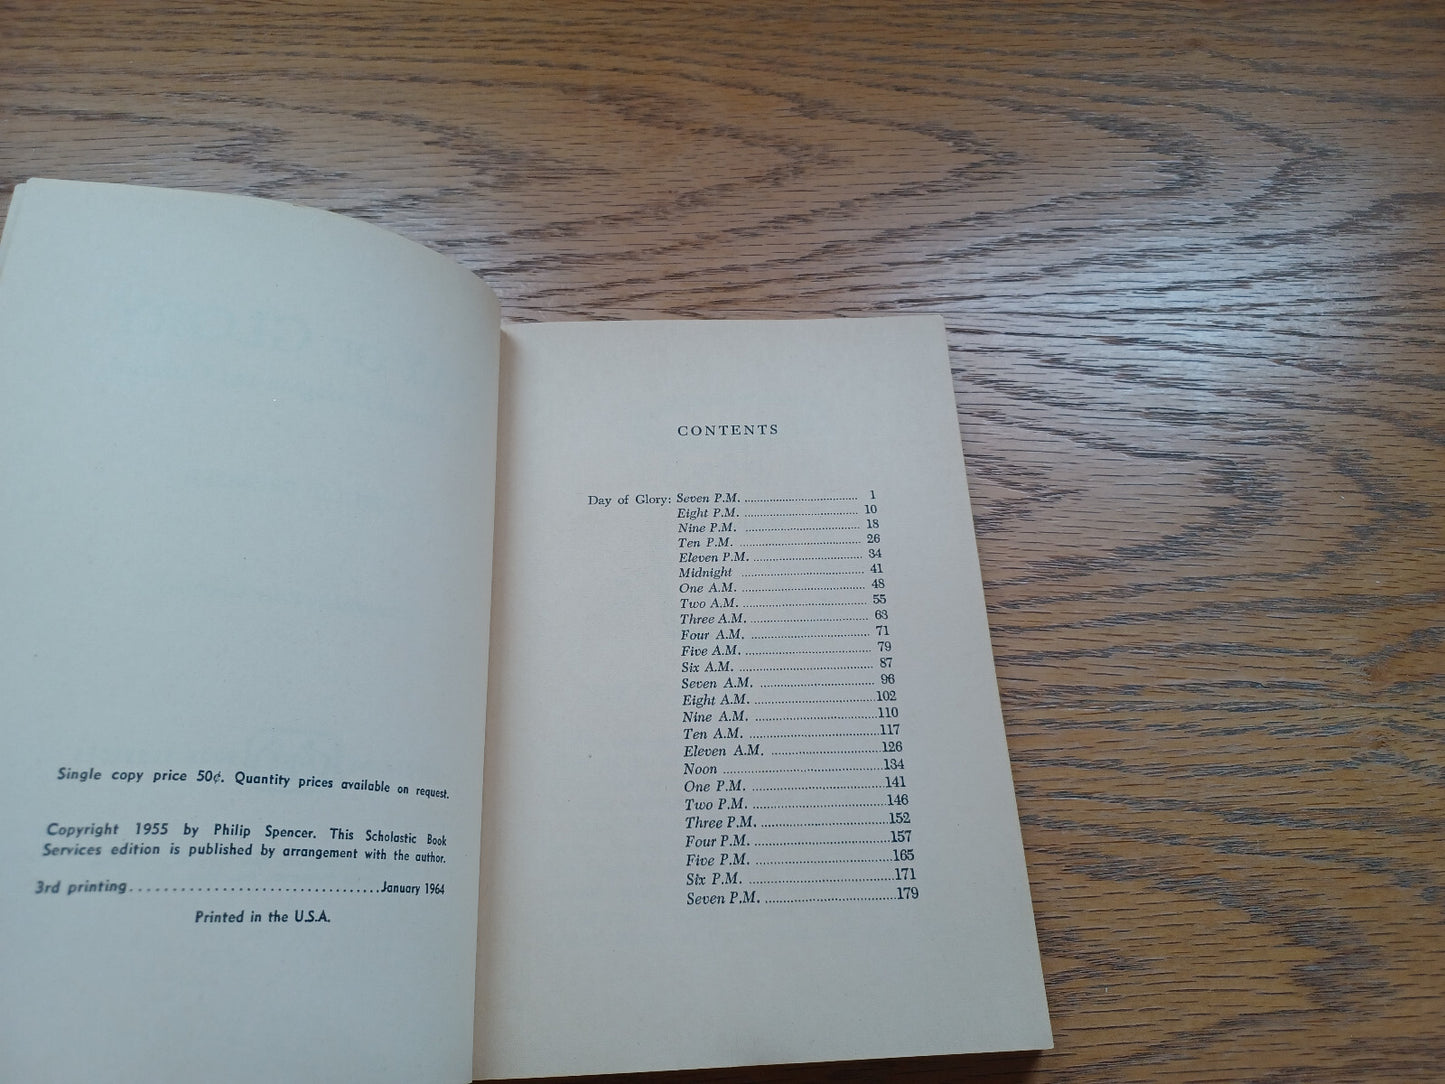 Single copy price 50¢. Quantity prices available on request.
Copyright 1955 by Philip Spencer. This Scholastic Book
Services edition is published by arrangement with the author.
3rd printing................................January 1964
Printed in the U.S.A.
CONTENTS
Day of Glory: Seven P.M. .................................... 1
Eight P.M. .................................... 10
Nine P.M. .................................... 18
Ten P.M. .................................... 26
Eleven P.M. .................................... 34
Midnight .................................... 41
One A.M. .................................... 48
Two A.M. .................................... 55
Three A.M. .................................... 63
Four A.M. .................................... 71
Five A.M. .................................... 79
Six A.M. .................................... 87
Seven A.M. .................................... 96
Eight A.M. ....................................102
Nine A.M. ....................................110
Ten A.M. ....................................117
Eleven A.M. ....................................126
Noon ....................................134
One P.M. ....................................141
Two P.M. ....................................146
Three P.M. ....................................152
Four P.M. ....................................157
Five P.M. ....................................165
Six P.M. ....................................171
Seven P.M. ....................................179